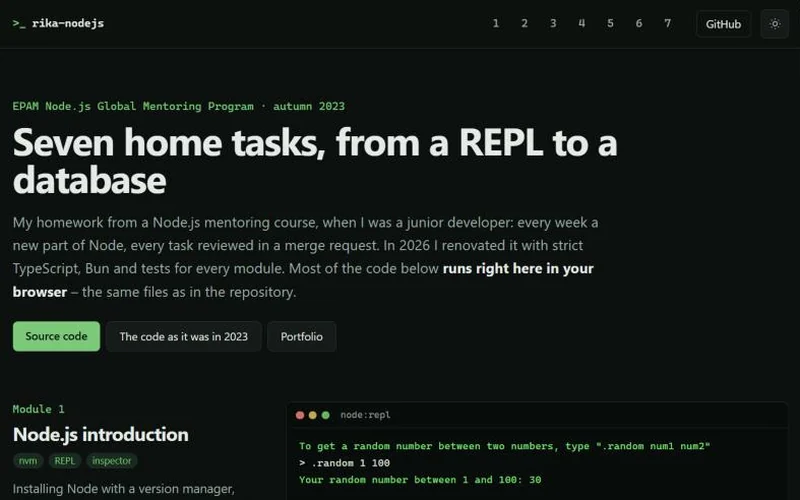 >_ rika-nodejs
1 2 3 4 5 6 7 GitHub
EPAM Node.js Global Mentoring Program · autumn 2023
Seven home tasks, from a REPL to a
database
My homework from a Node.js mentoring course, when I was a junior developer: every week a
new part of Node, every task reviewed in a merge request. In 2026 I renovated it with strict
TypeScript, Bun and tests for every module. Most of the code below runs right here in your
browser – the same files as in the repository.
Source code The code as it was in 2023 Portfolio
Module 1
Node.js introduction
nvm REPL inspector
Installing Node with a version manager,
node:repl
To get a random number between two numbers, type ".random num1 num2"
> .random 1 100
Your random number between 1 and 100: 30